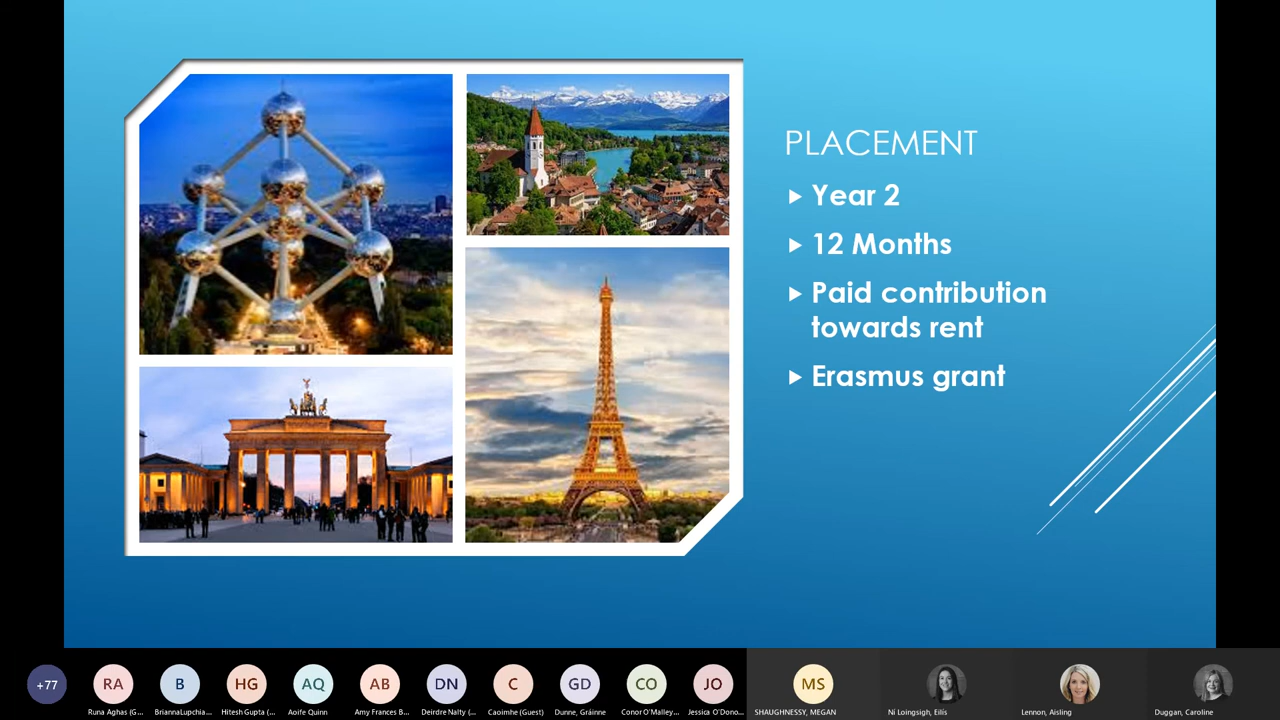 PLACEMENT
Year 2
12 Months
Paid contribution
towards rent
Erasmus grant
+77
RA
B
HG
AQ
AB
DN
C
GD
CO
JO
MS
Runa Aghas (G...
BriannaLupchia...
Hitesh Gupta (...
Aoife Quinn
Amy Frances B...
Deirdre Nalty (...
Caoimhe (Guest)
Dunne, Gráinne
Conor O'Malley...
Jessica O'Dono...
SHAUGHNESSY, MEGAN
Ní Loingsigh, Eilís
Lennon, Aisling
Duggan, Caroline